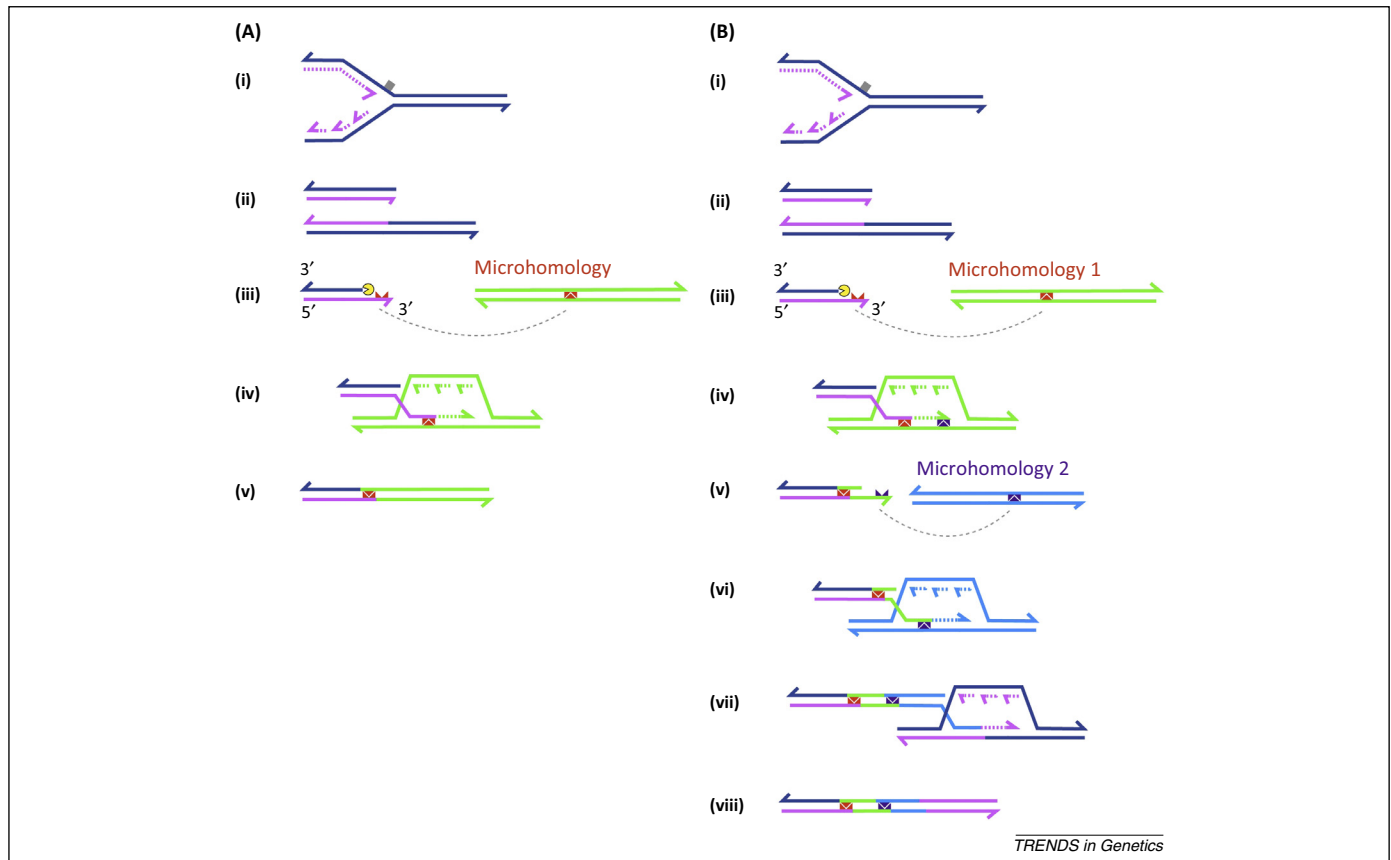 (A)
(i)
(ii)
Microhomology
3′
(iii)
5′
3′
(iv)
(v)
(B)
(i)
(ii)
Microhomology 1
3′
(iii)
5′
3′
(iv)
Microhomology 2
(v)
(vi)
(vii)
(viii)
TRENDS in Genetics